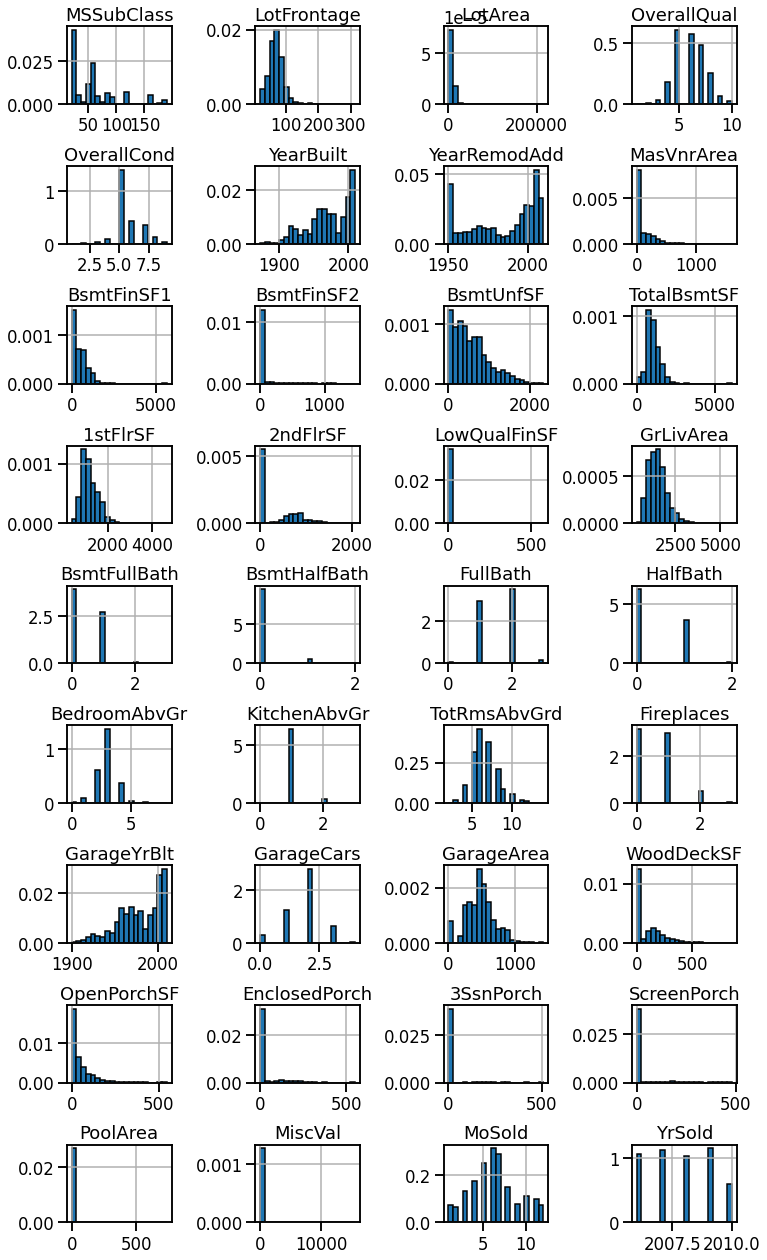 MSSubClass LotFrontage LotArea OverallQual
0.025 0.000 50 100 150
0.02 0.00 100 200 300
1e−5 5 0 0 200000
0.5 0.0 5 10
OverallCond YearBuilt YearRemodAdd MasVnrArea
1 0 2.5 5.0 7.5
0.02 0.00 1900 2000
0.05 0.00 1950 2000
0.005 0.000 0 1000
BsmtFinSF1 BsmtFinSF2 BsmtUnfSF TotalBsmtSF
0.001 0.000 0 5000
0.01 0.00 0 1000
0.001 0.000 0 2000
0.001 0.000 0 2500 5000
1stFlrSF 2ndFlrSF LowQualFinSF GrLivArea
0.001 0.000 2000 4000
0.005 0.000 0 2000
0.02 0.00 0 500
0.0005 0.0000 2500 5000
BsmtFullBath BsmtHalfBath FullBath HalfBath
2.5 0.0 0 2
5 0 0 2
2 0 0 2
5 0 0 2
BedroomAbvGr KitchenAbvGr TotRmsAbvGrd Fireplaces
1 0 0 5
5 0 0 2
0.25 0.00 5 10
2 0 0 2
GarageYrBlt GarageCars GarageArea WoodDeckSF
0.02 0.00 1900 2000
2 0 0.0 2.5
0.002 0.000 0 1000
0.01 0.00 0 500
OpenPorchSF EnclosedPorch 3SsnPorch ScreenPorch
0.01 0.00 0 500
0.02 0.00 0 500
0.025 0.000 0 500
0.025 0.000 0 500
PoolArea MiscVal MoSold YrSold
0.02 0.00 0 500
0.001 0.000 0 10000
0.2 0.0 5 10
1 0 2007.5 2010.0